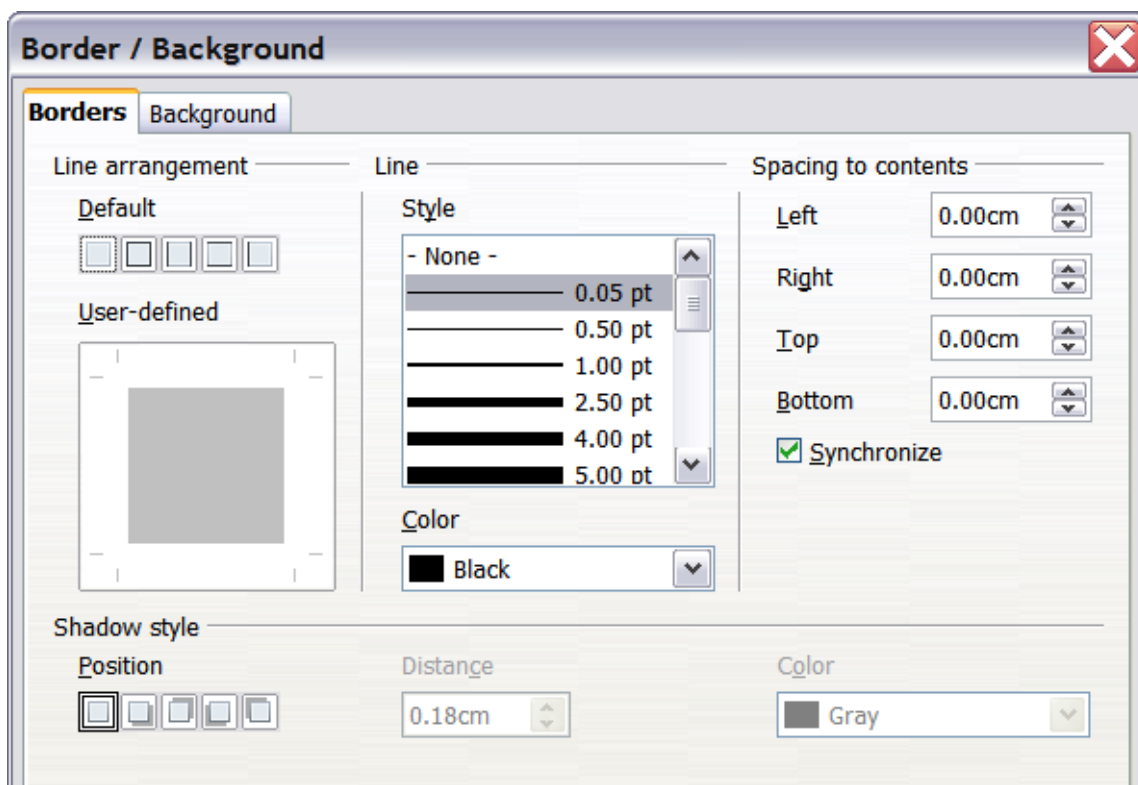 Border / Background
Borders Background
Line arrangement
Default
User-defined
Line
Style
- None -
0.05 pt
0.50 pt
1.00 pt
2.50 pt
4.00 pt
5.00 pt
Color
Black
Spacing to contents
Left 0.00cm
Right 0.00cm
Top 0.00cm
Bottom 0.00cm
Synchronize
Shadow style
Position
Distance
0.18cm
Color
Gray